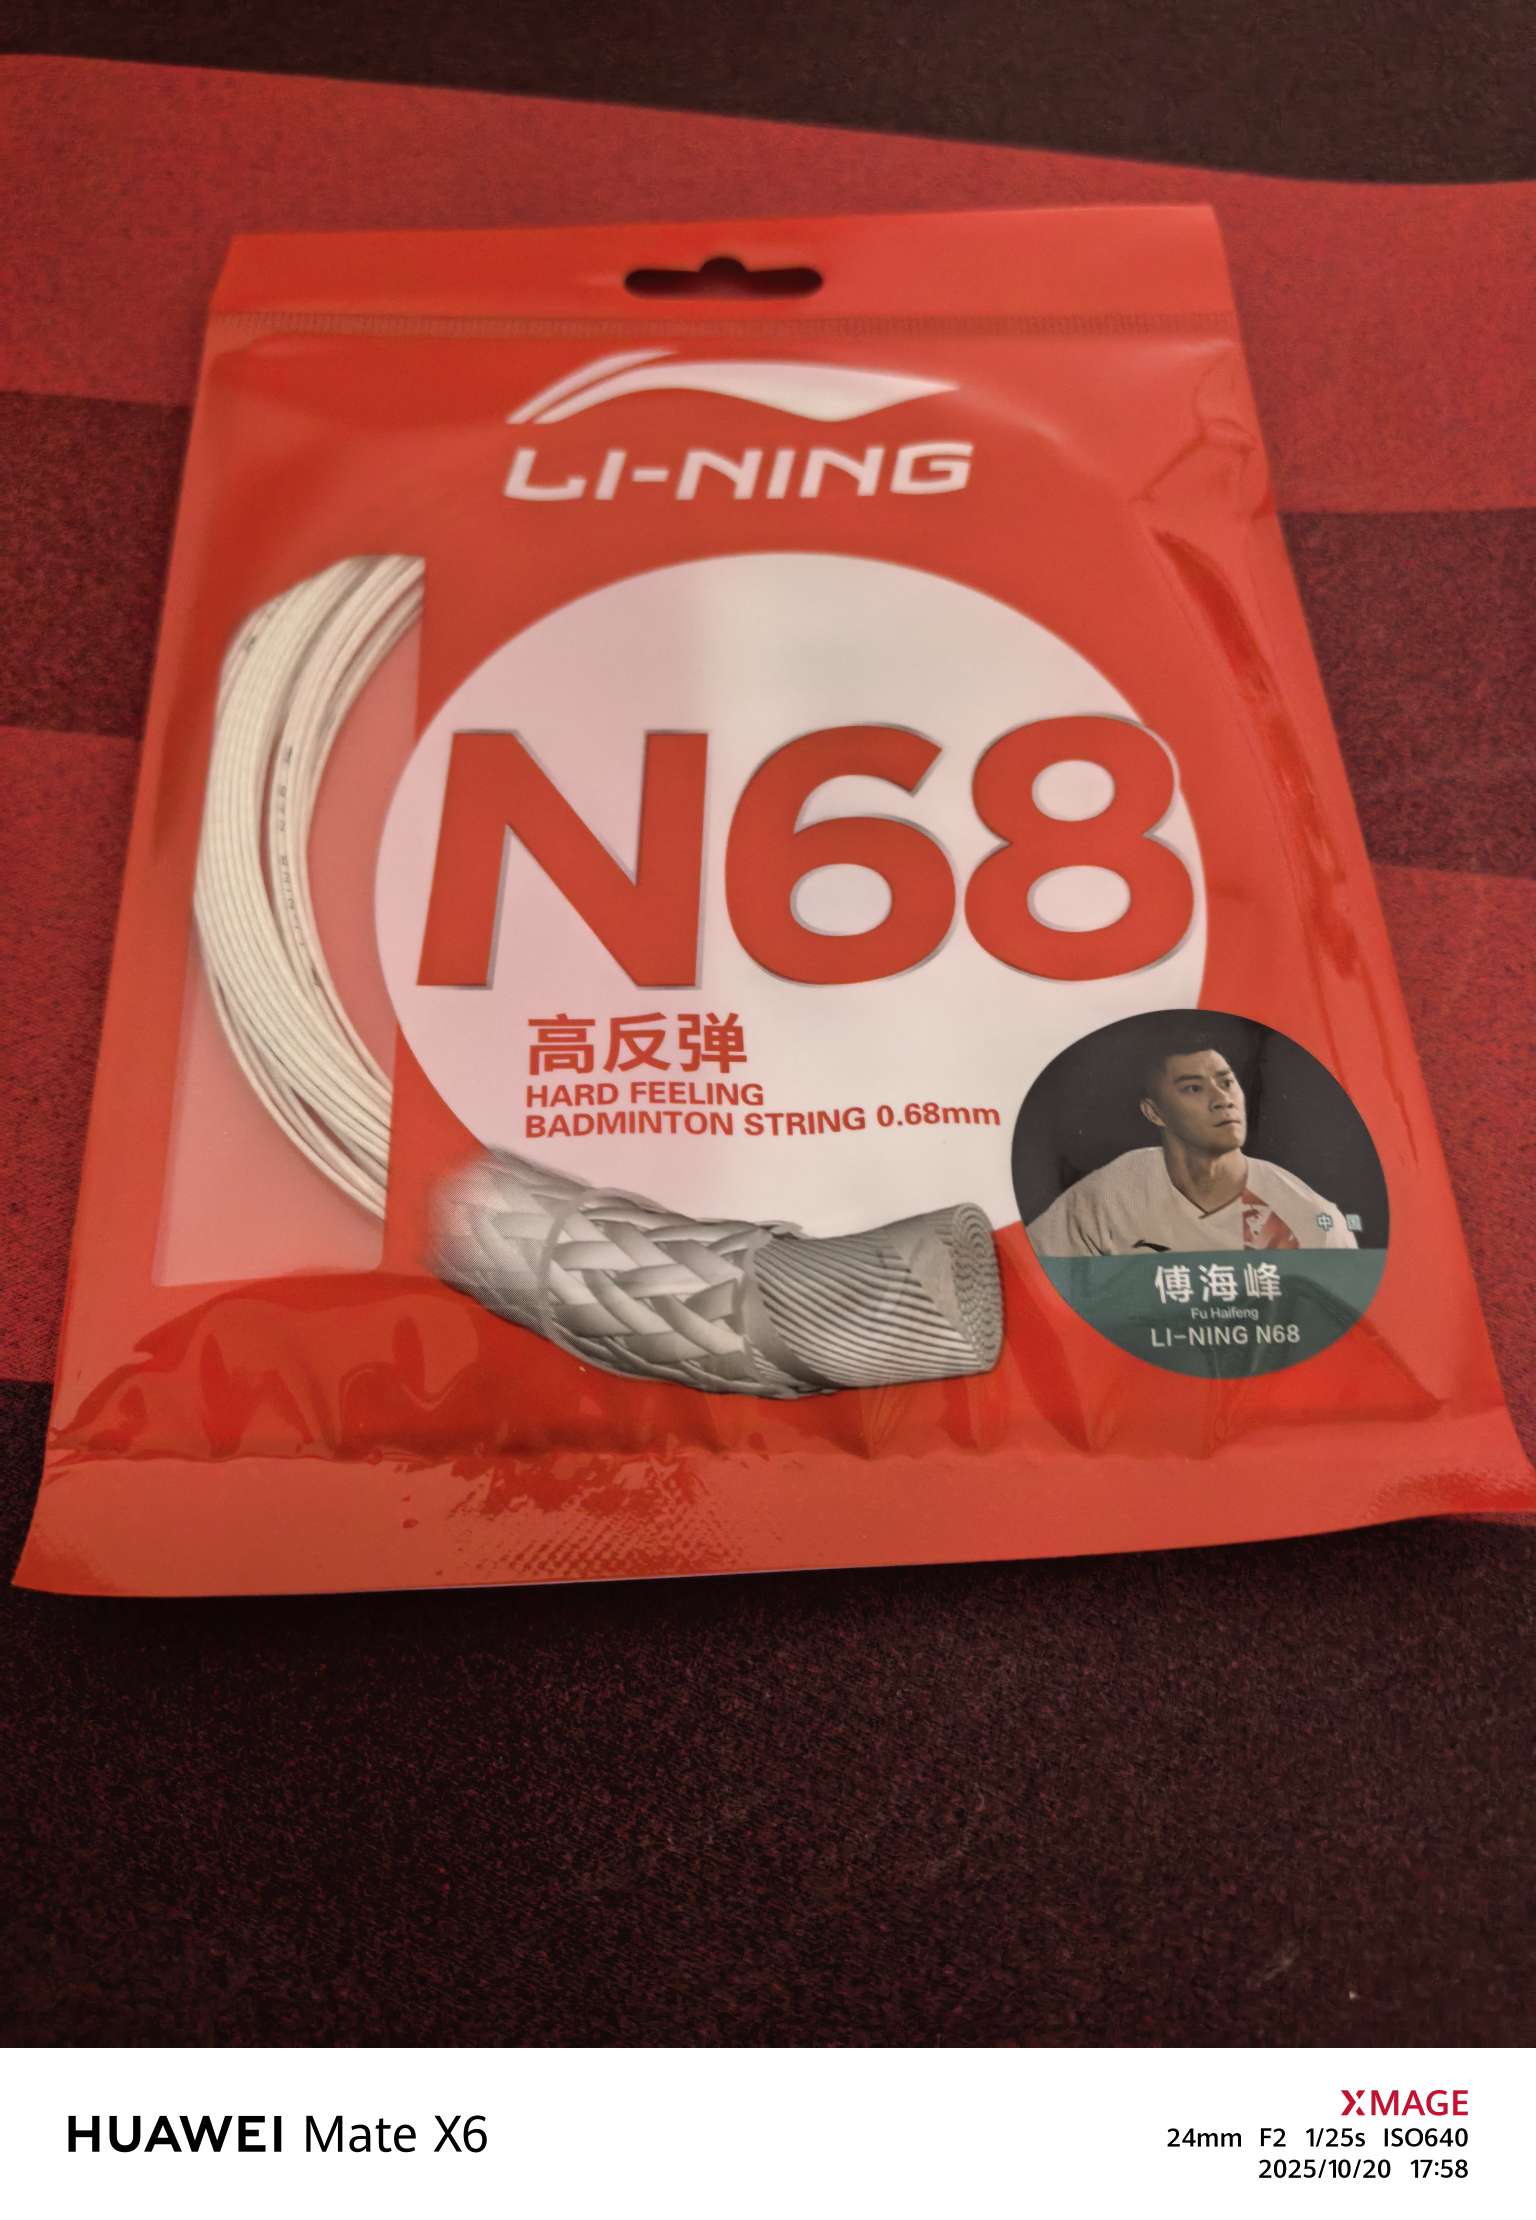 LI-NING
N68
高反弹
HARD FEELING
BADMINTON STRING 0.68mm
中国
傅海峰
Fu Haifeng
LI-NING N68
HUAWEI Mate X6
XMAGE
24mm F2 1/25s ISO640
2025/10/20 17:58